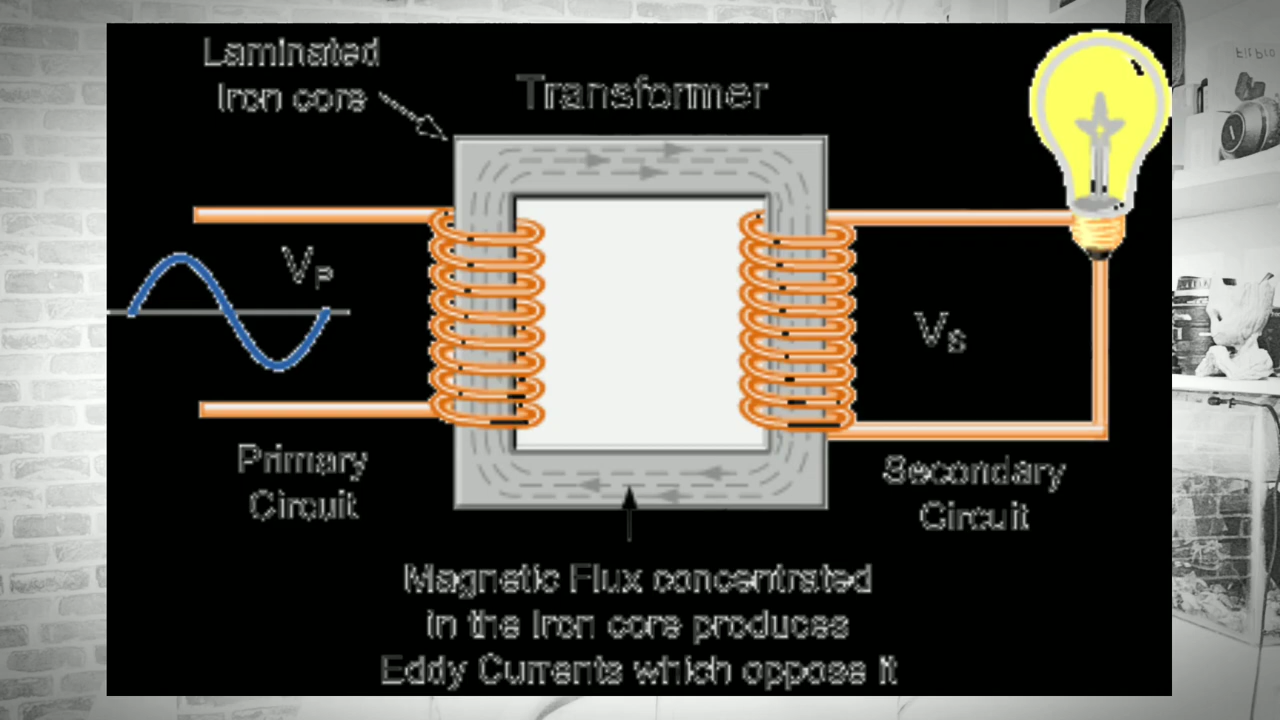 Laminated
Iron core
Transformer
VP
VS
Primary
Circuit
Secondary
Circuit
Magnetic Flux concentrated
in the Iron core produces
Eddy Currents which oppose it